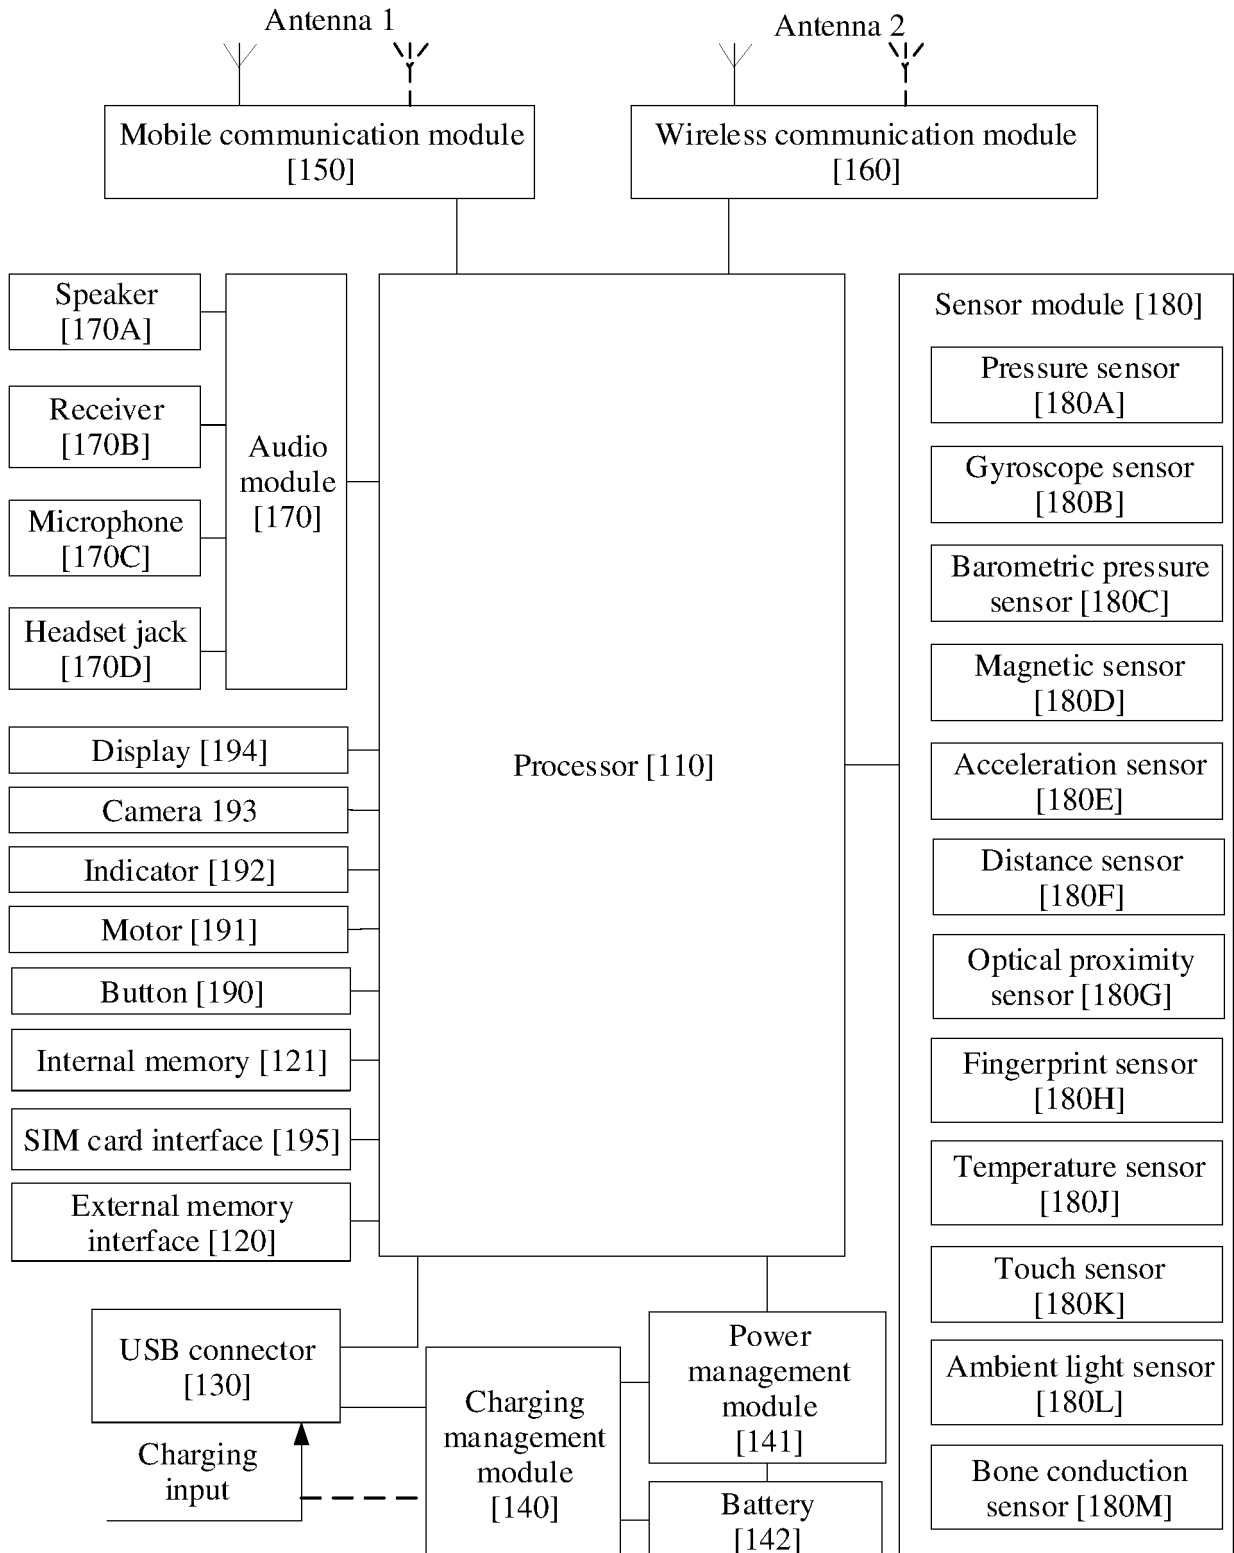 Antenna 1
Antenna 2
Mobile communication module
[150]
Wireless communication module
[160]
Speaker
[170A]
Receiver
[170B]
Microphone
[170C]
Headset jack
[170D]
Audio
module
[170]
Display [194]
Camera 193
Indicator [192]
Motor [191]
Button [190]
Internal memory [121]
SIM card interface [195]
External memory
interface [120]
Processor [110]
Sensor module [180]
Pressure sensor
[180A]
Gyroscope sensor
[180B]
Barometric pressure
sensor [180C]
Magnetic sensor
[180D]
Acceleration sensor
[180E]
Distance sensor
[180F]
Optical proximity
sensor [180G]
Fingerprint sensor
[180H]
Temperature sensor
[180J]
Touch sensor
[180K]
Ambient light sensor
[180L]
Bone conduction
sensor [180M]
USB connector
[130]
Charging
input
Charging
management
module
[140]
Power
management
module
[141]
Battery
[142]